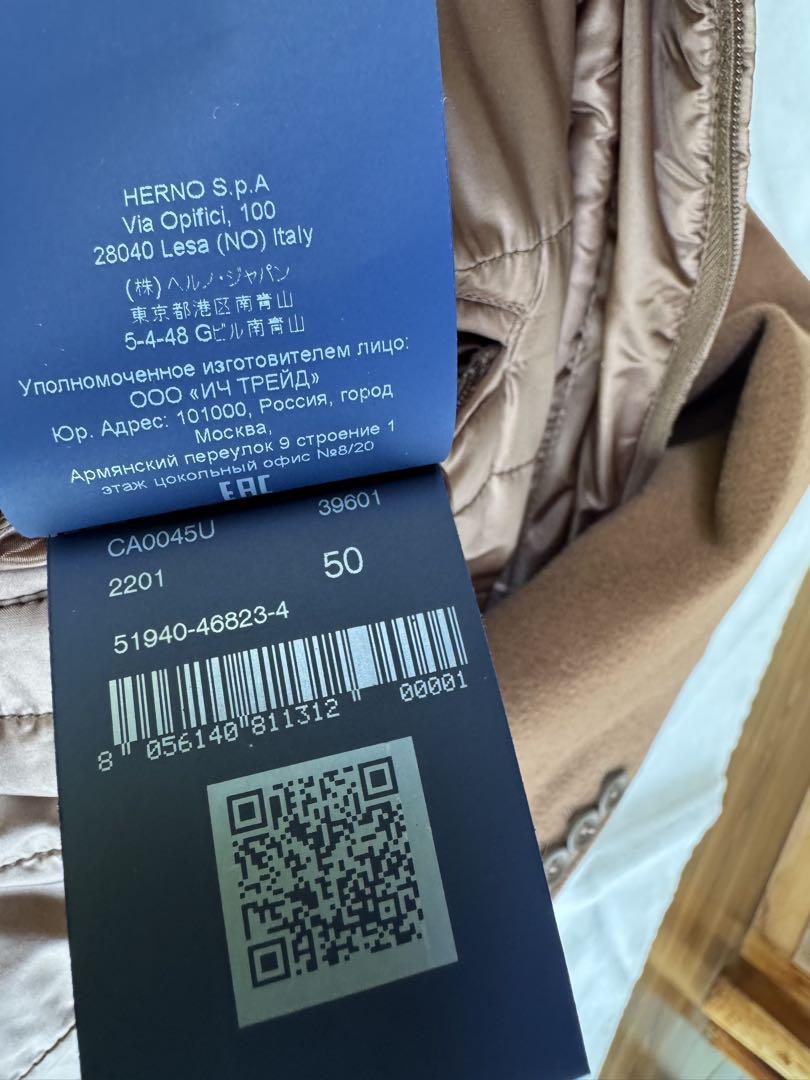 HERNO S.p.A
Via Opifici, 100
28040 Lesa (NO) Italy
(株)ヘルノ・ジャパン
東京都港区南青山
5-4-48 Gビル南青山
Уполномоченное изготовителем лицо:
ООО «ИЧ ТРЕЙД»
Юр. Адрес: 101000, Россия, город
Москва,
Армянский переулок 9 строение 1
этаж цокольный офис №8/20
EAC
CA0045U 39601
2201 50
51940-46823-4
8 "056140"811312 " 00001